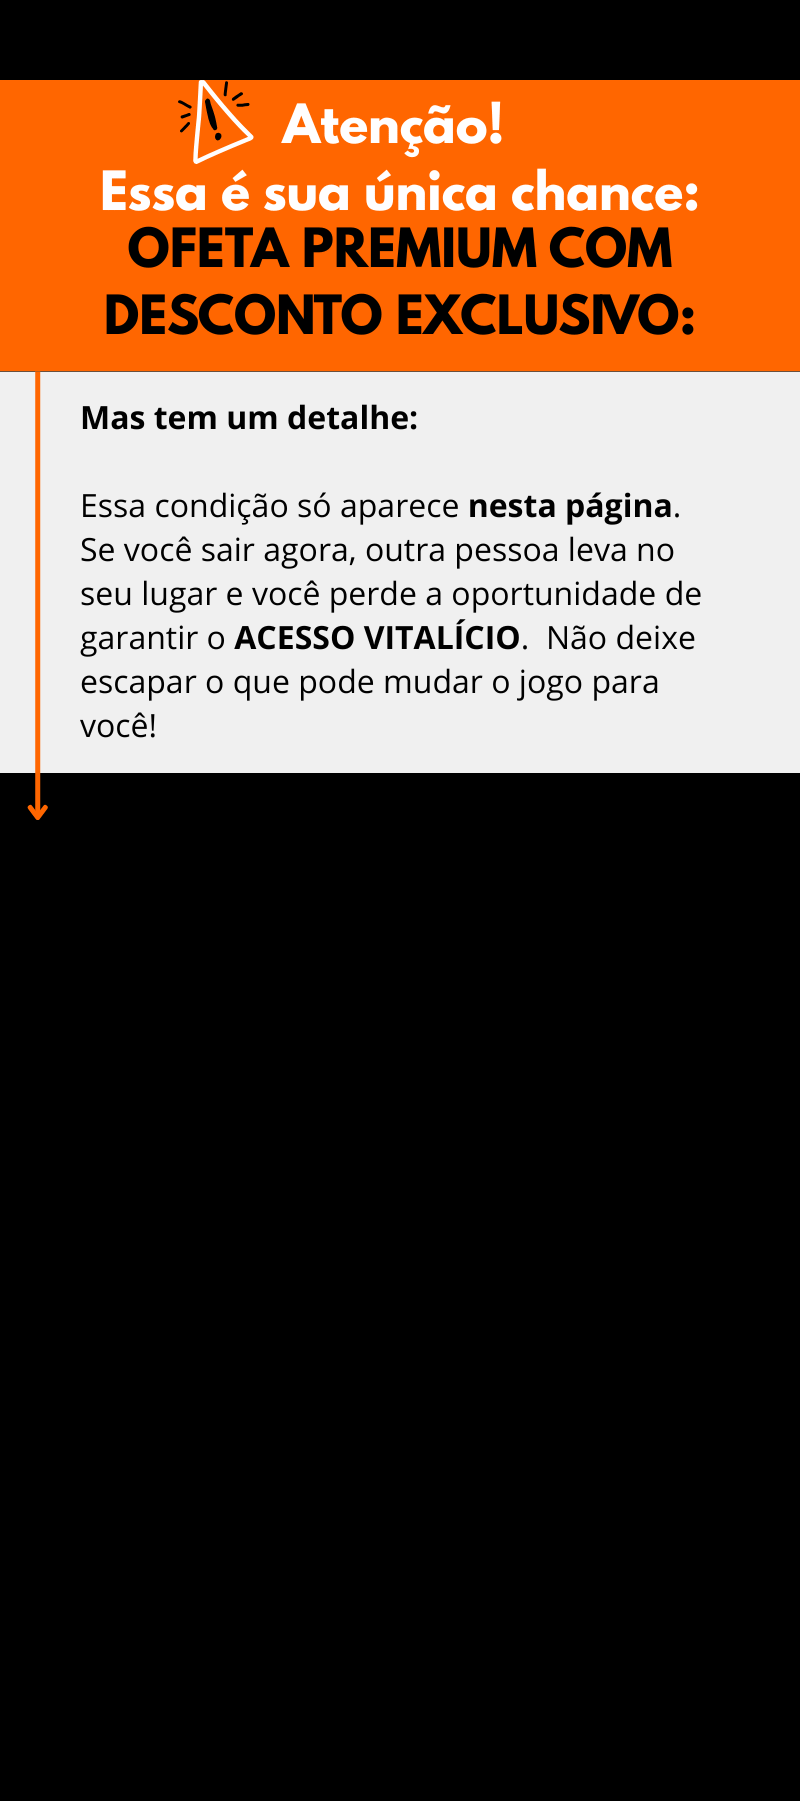 Atenção!
Essa é sua única chance:
OFETA PREMIUM COM
DESCONTO EXCLUSIVO:
Mas tem um detalhe:
Essa condição só aparece nesta página.
Se você sair agora, outra pessoa leva no
seu lugar e você perde a oportunidade de
garantir o ACESSO VITALÍCIO.  Não deixe
escapar o que pode mudar o jogo para
você!